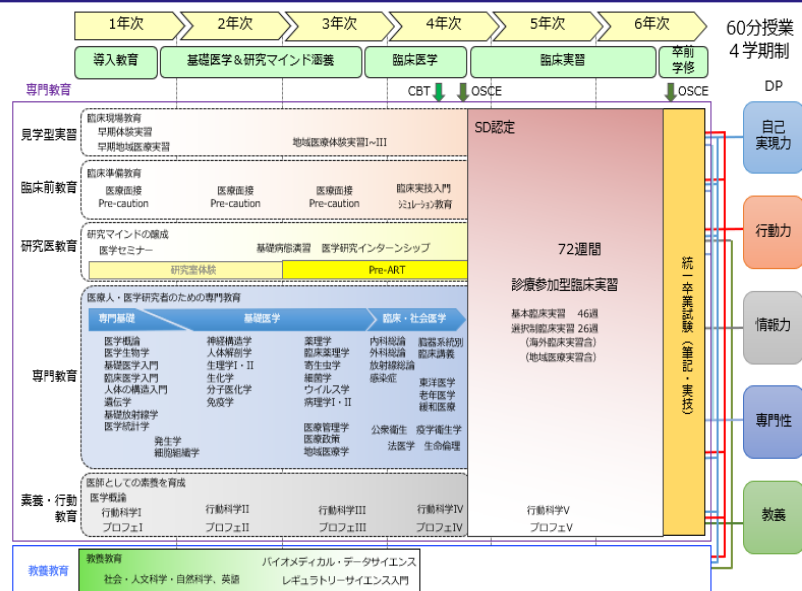 1年次
2年次
3年次
4年次
5年次
6年次
60分授業
4学期制
導入教育
基礎医学&研究マインド涵養
臨床医学
臨床実習
卒前
学修
専門教育
CBT
OSCE
OSCE
DP
見学型実習
臨床現場教育
早期体験実習
早期地域医療実習
地域医療体験実習I~III
臨床前教育
臨床準備教育
医療面接
Pre-caution
医療面接
Pre-caution
医療面接
Pre-caution
臨床実技入門
シミュレーション教育
研究医教育
研究マインドの醸成
医学セミナー
基礎病態演習
医学研究インターンシップ
研究室体験
Pre-ART
専門教育
医療人・医学研究者のための専門教育
専門基礎
基礎医学
臨床・社会医学
医学概論
医学生物学
基礎医学入門
臨床医学入門
人体の構造入門
遺伝学
基礎放射線学
医学統計学
発生学
細胞組織学
神経構造学
人体解剖学
生理学I・II
生化学
分子医化学
免疫学
薬理学
臨床薬理学
寄生虫学
細菌学
ウイルス学
病理学I・II
医療管理学
医療政策
地域医療学
内科総論
外科総論
放射線総論
感染症
臓器系統別
臨床講義
東洋医学
老年医学
緩和医療
公衆衛生
疫学衛生学
法医学
生命倫理
素養・行動
教育
医師としての素養を育成
医学概論
行動科学I
プロフェI
行動科学II
プロフェII
行動科学III
プロフェIII
行動科学IV
プロフェIV
行動科学V
プロフェV
SD認定
72週間
診療参加型臨床実習
基本臨床実習 46週
選択制臨床実習 26週
(海外臨床実習含)
(地域医療実習含)
統一卒業試験(筆記・実技)
自己
実現力
行動力
情報力
専門性
教養
教養教育
教養教育
社会・人文科学・自然科学、英語
バイオメディカル・データサイエンス
レギュラトリーサイエンス入門